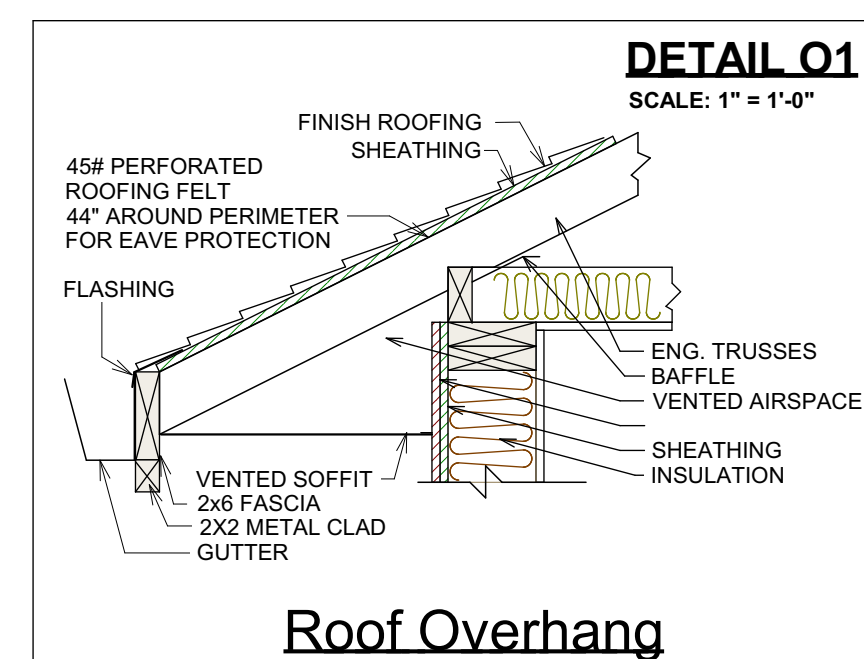 DETAIL O1
SCALE: 1" = 1'-0"
FINISH ROOFING
SHEATHING
45# PERFORATED
ROOFING FELT
44" AROUND PERIMETER
FOR EAVE PROTECTION
FLASHING
ENG. TRUSSES
BAFFLE
VENTED AIRSPACE
SHEATHING
INSULATION
VENTED SOFFIT
2x6 FASCIA
2X2 METAL CLAD
GUTTER
Roof Overhang